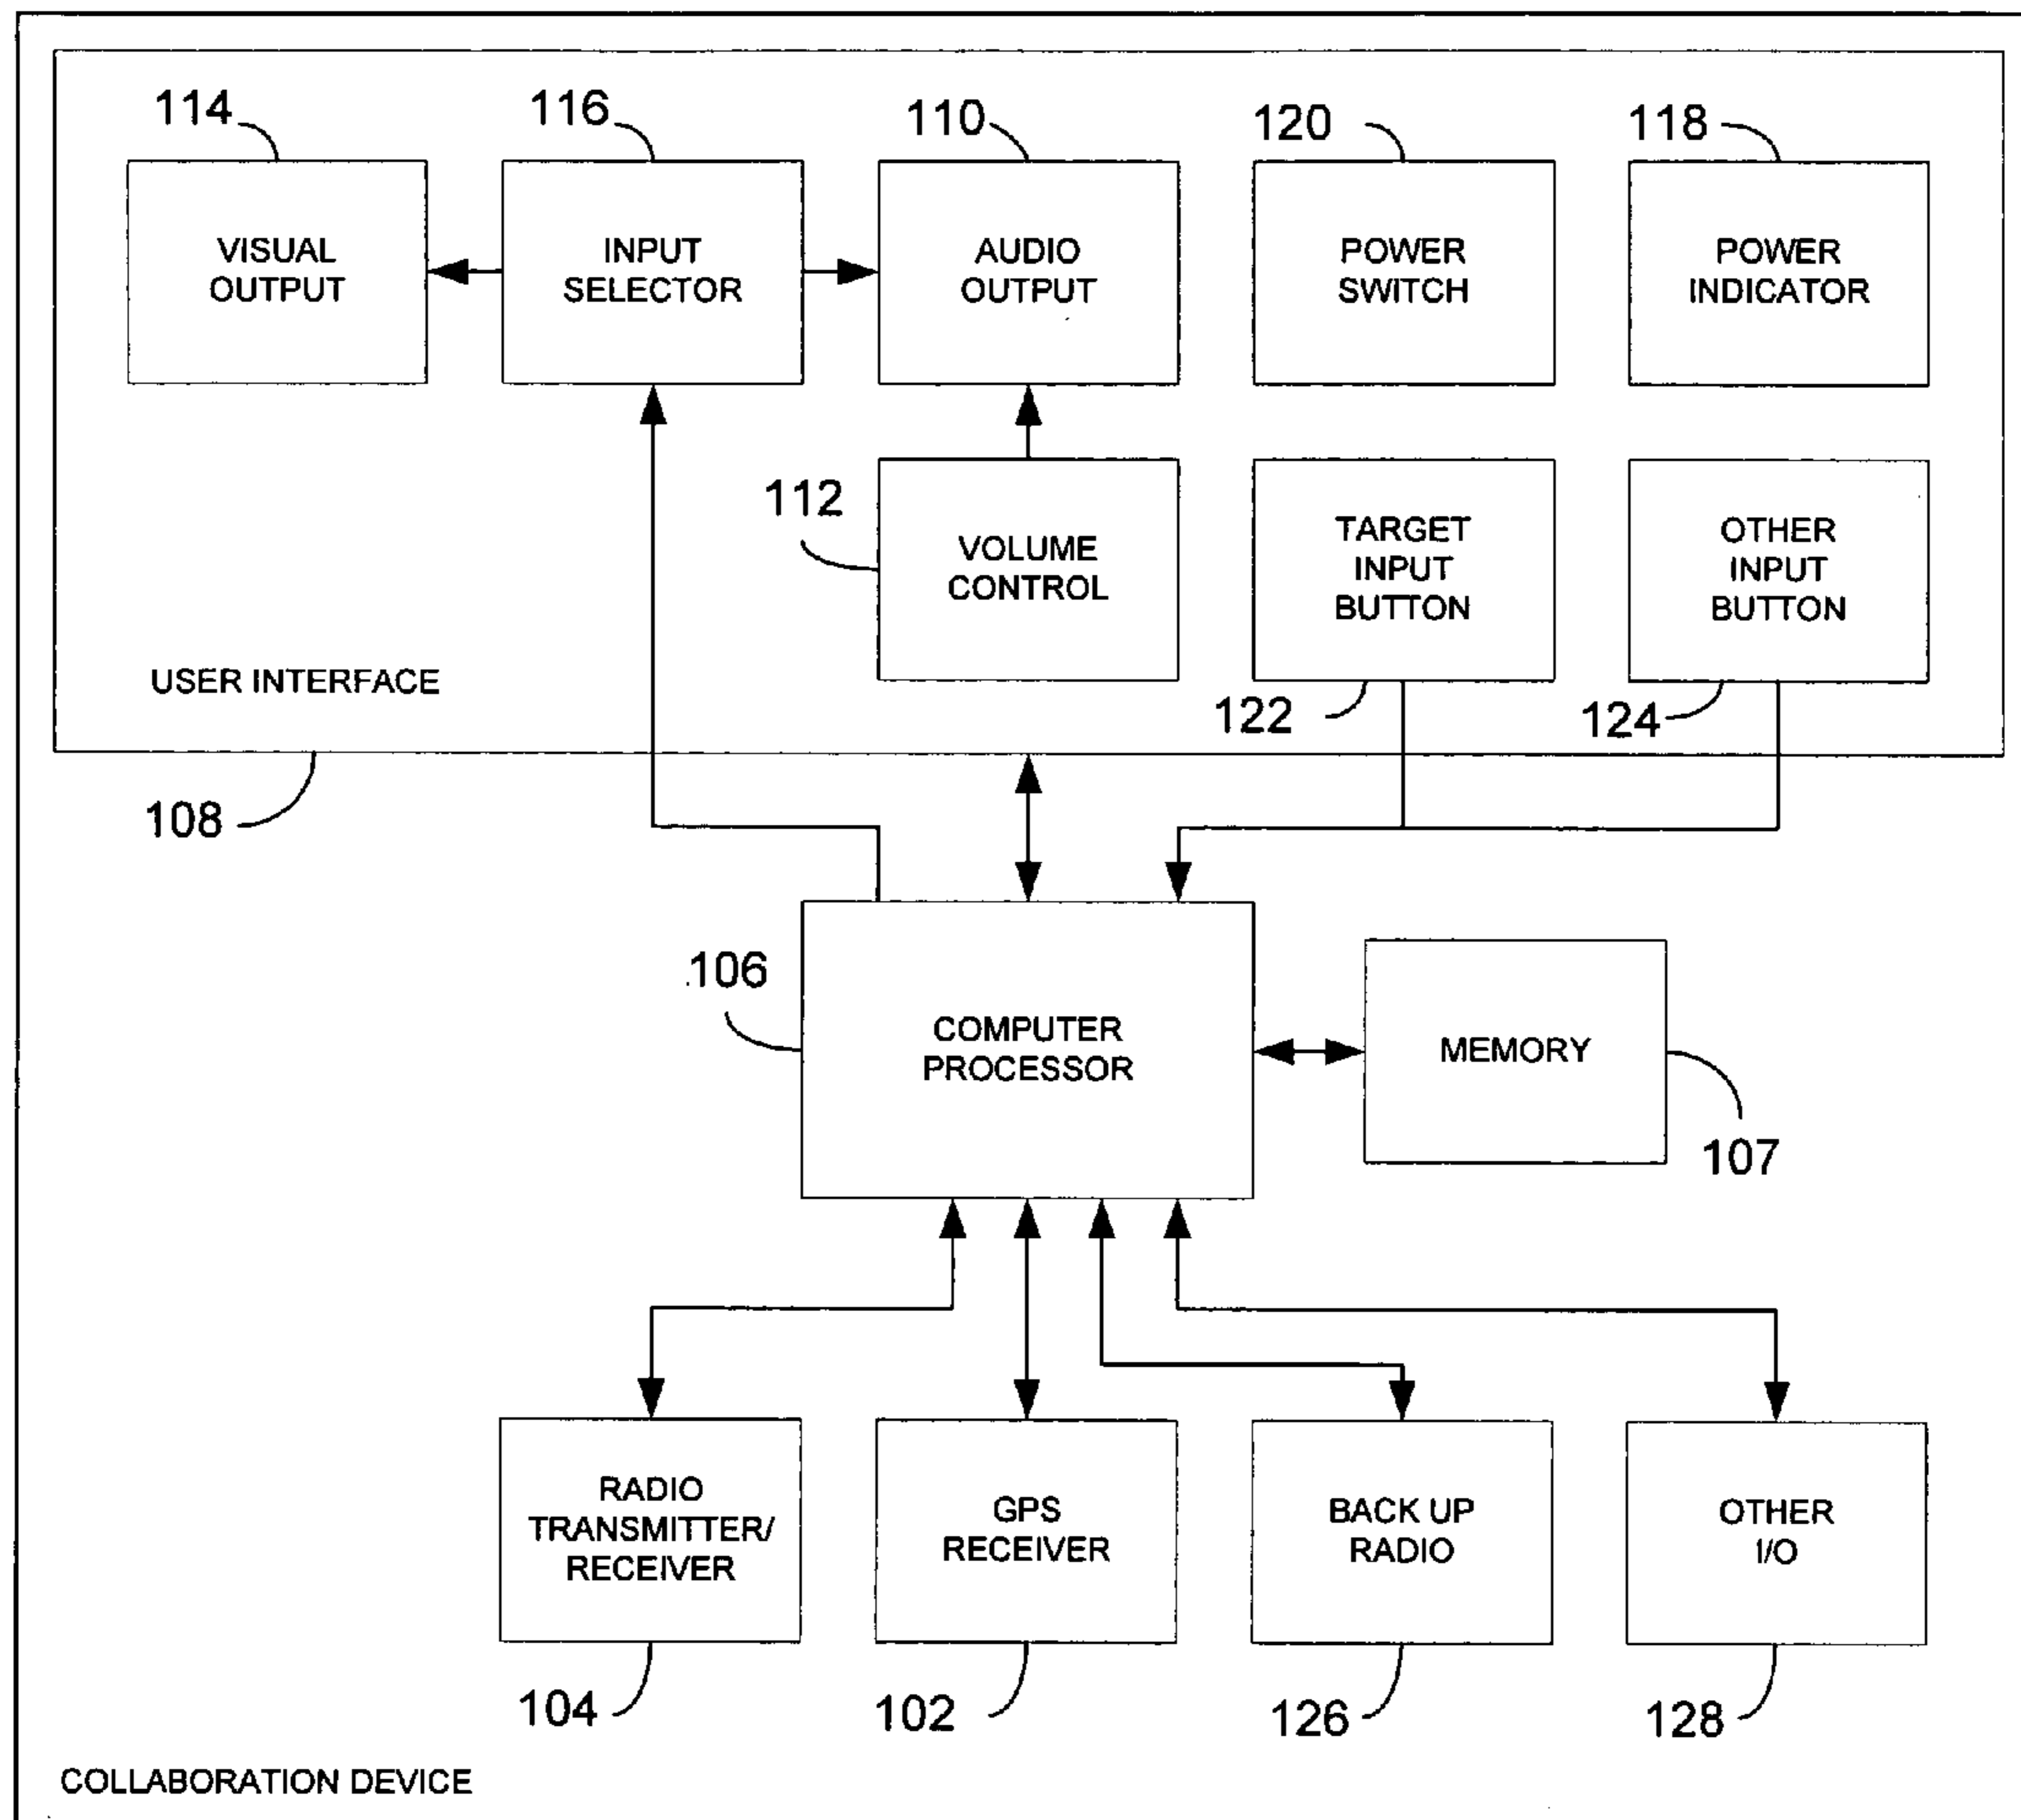 114
116
110
120
118
VISUAL
OUTPUT
INPUT
SELECTOR
AUDIO
OUTPUT
POWER
SWITCH
POWER
INDICATOR
112
VOLUME
CONTROL
TARGET
INPUT
BUTTON
OTHER
INPUT
BUTTON
USER INTERFACE
122
124
108
106
COMPUTER
PROCESSOR
MEMORY
107
RADIO
TRANSMITTER/
RECEIVER
GPS
RECEIVER
BACK UP
RADIO
OTHER
I/O
104
102
126
128
COLLABORATION DEVICE